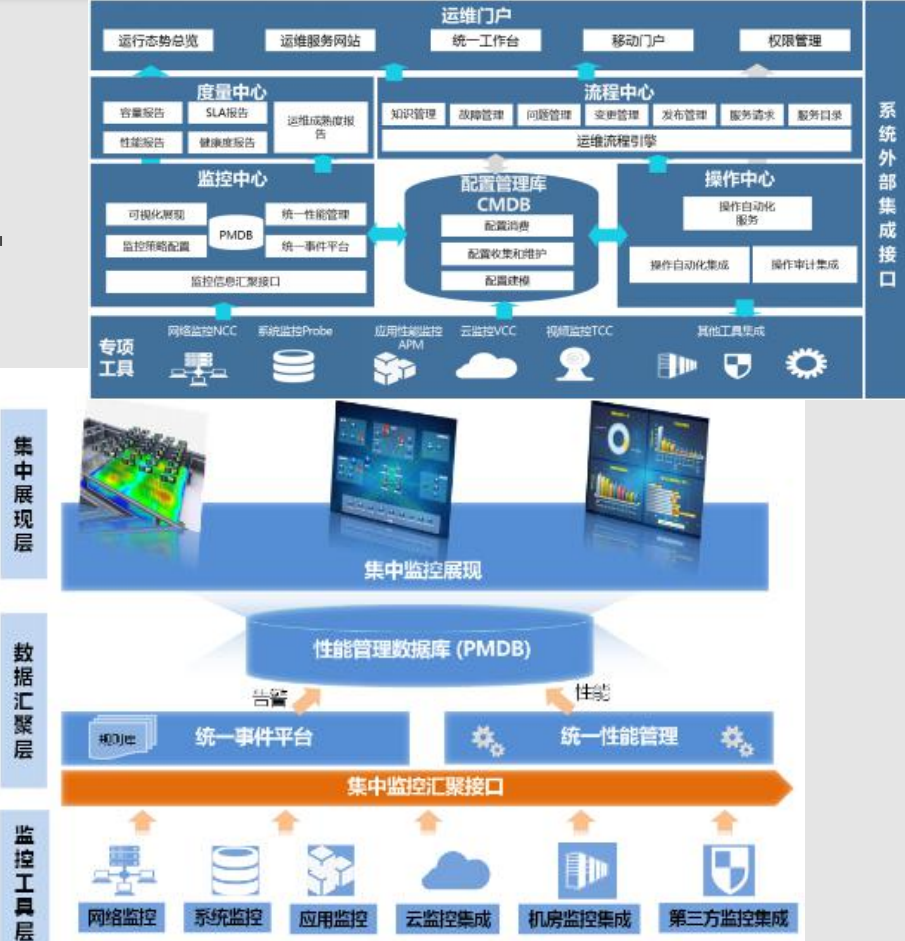 运维门户
运行态势总览
运维服务网站
统一工作台
移动门户
权限管理
度量中心
容量报告
SLA报告
运维成熟度报
告
性能报告
健康度报告
流程中心
知识管理
故障管理
问题管理
变更管理
发布管理
服务请求
服务目录
运维流程引擎
监控中心
可视化展现
统一性能管理
PMDB
监控策略配置
统一事件平台
监控信息汇聚接口
配置管理库
CMDB
配置消费
配置收集和维护
配置建模
操作中心
操作自动化
服务
操作自动化集成
操作审计集成
系统外部集成接口
专项
工具
网络监控NCC
系统监控Probe
应用性能监控
APM
云监控VCC
视频监控TCC
其他工具集成
集中展现层
集中监控展现
数据汇聚层
性能管理数据库 (PMDB)
告警
性能
规则库
统一事件平台
统一性能管理
集中监控汇聚接口
监控工具层
网络监控
系统监控
应用监控
云监控集成
机房监控集成
第三方监控集成